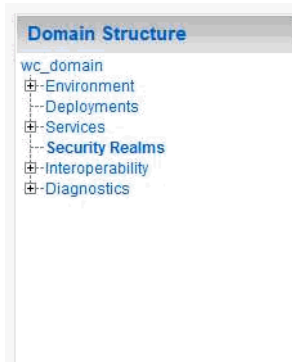 Domain Structure
wc_domain
Environment
Deployments
Services
Security Realms
Interoperability
Diagnostics